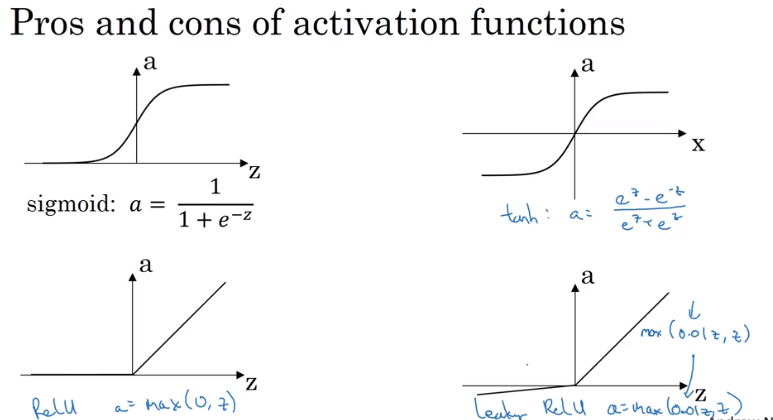 Pros and cons of activation functions
a
z
sigmoid: a = 1 / (1 + e^{-z})
a
x
tanh: a = (e^z - e^{-z}) / (e^z + e^z)
a
z
ReLU a = max(0, z)
a
max(0.01z, z)
z
Leaky ReLU a = max(0.01z, z)